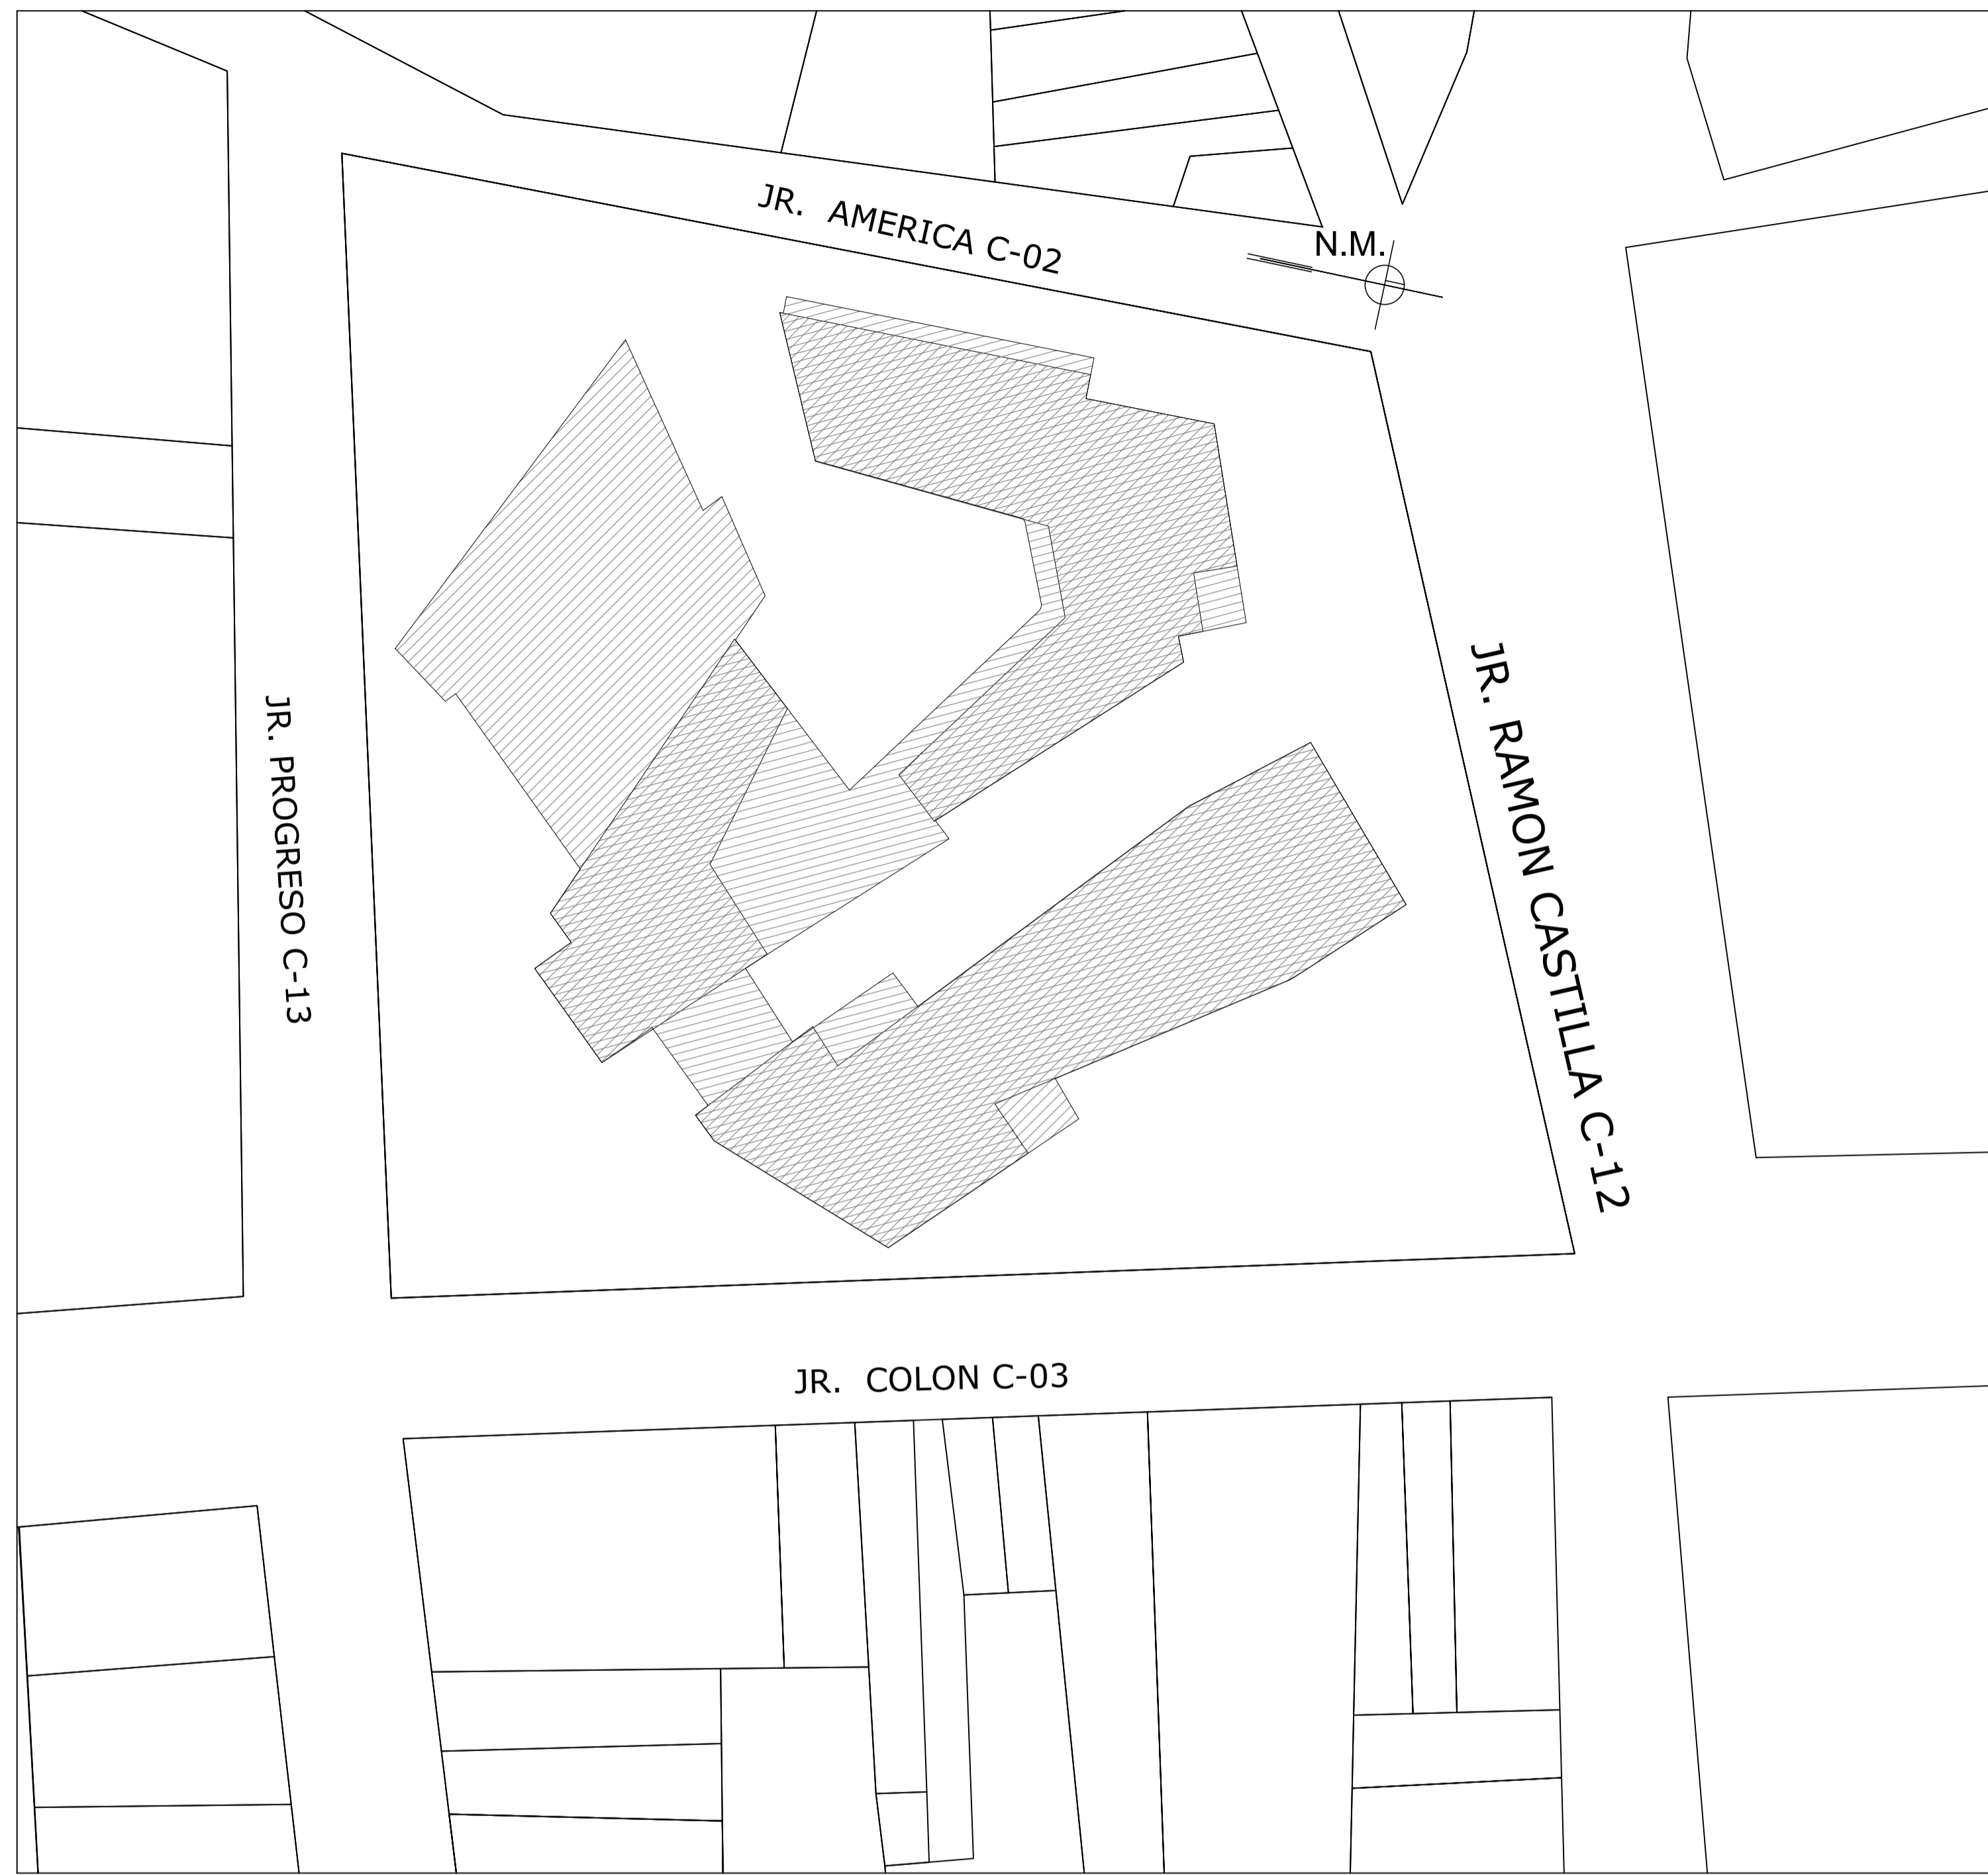 JR. AMERICA C-02
N.M.
JR. PROGRESO C-13
JR. RAMON CASTILLA C-12
JR. COLON C-03